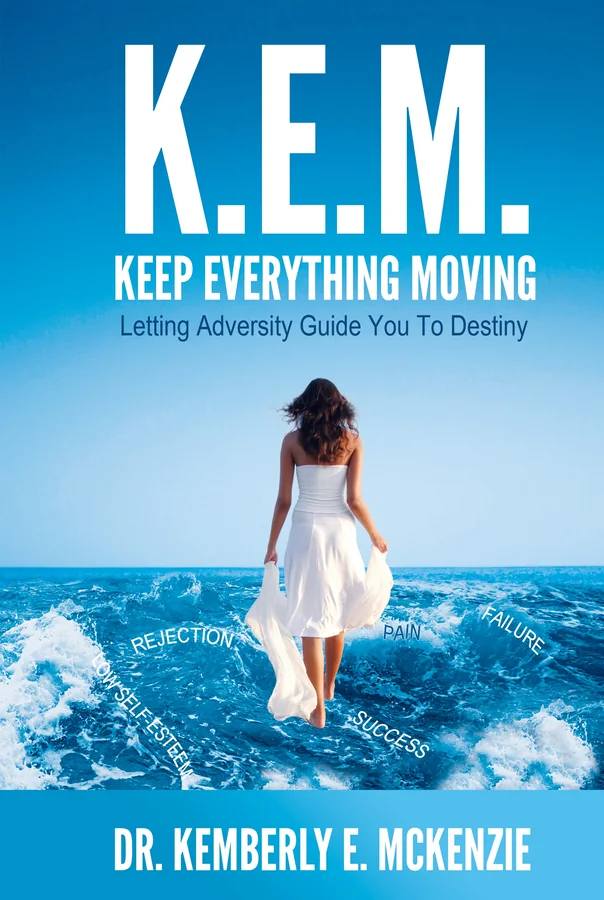 K.E.M.
KEEP EVERYTHING MOVING
Letting Adversity Guide You To Destiny
REJECTION
PAIN
FAILURE
LOW SELF-ESTEEM
SUCCESS
DR. KEMBERLY E. MCKENZIE